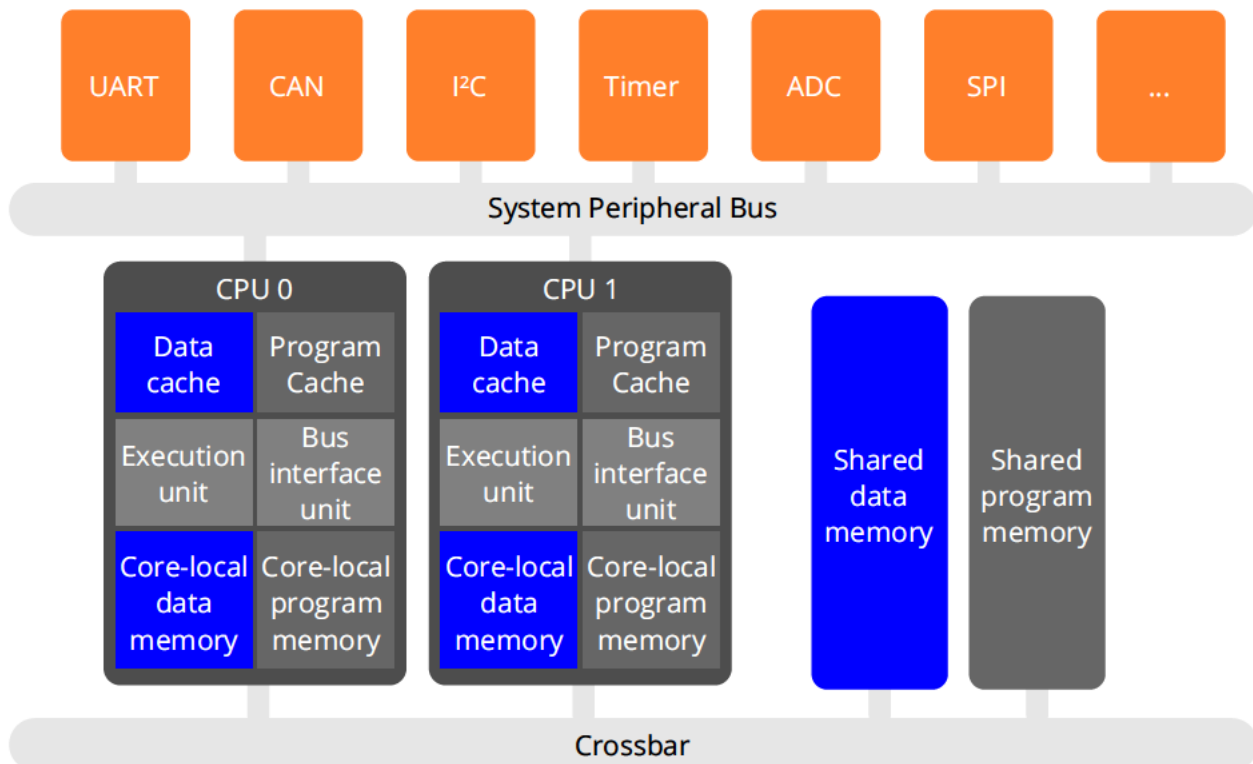 UART
CAN
I²C
Timer
ADC
SPI
...
System Peripheral Bus
CPU 0
Data
cache
Program
Cache
Execution
unit
Bus
interface
unit
Core-local
data
memory
Core-local
program
memory
CPU 1
Data
cache
Program
Cache
Execution
unit
Bus
interface
unit
Core-local
data
memory
Core-local
program
memory
Shared
data
memory
Shared
program
memory
Crossbar